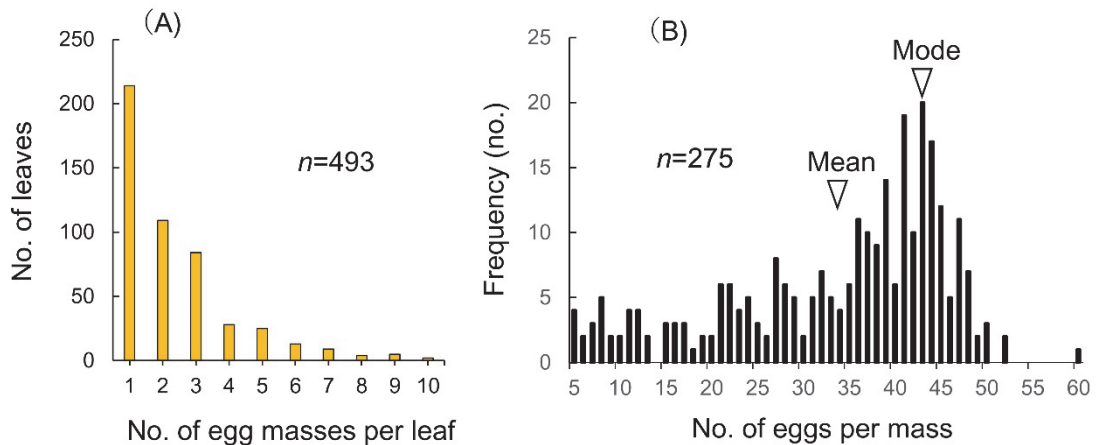 (A)
250
200
150
100
50
0
No. of leaves
n=493
1 2 3 4 5 6 7 8 9 10
No. of egg masses per leaf
(B)
25
20
15
10
5
0
Frequency (no.)
n=275
Mean
Mode
5 10 15 20 25 30 35 40 45 50 55 60
No. of eggs per mass